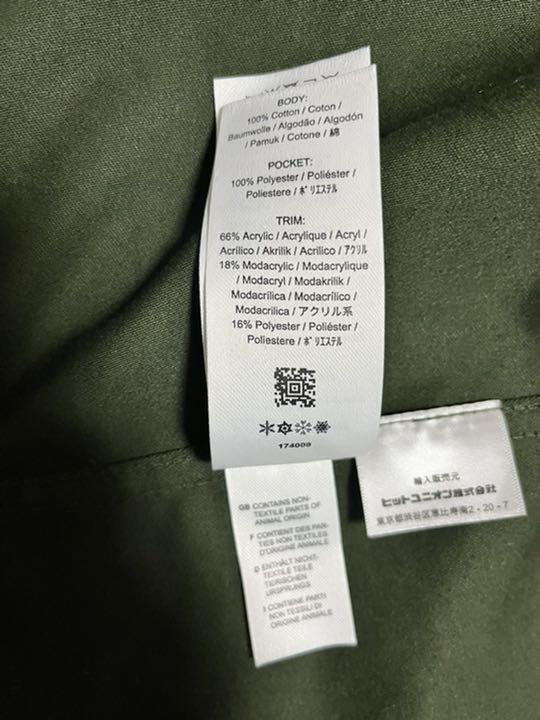 BODY:
100% Cotton / Coton /
Baumwolle / Algodão / Algodón
/ Pamuk / Cotone / 綿
POCKET:
100% Polyester / Poliéster /
Poliestere / ポリエステル
TRIM:
66% Acrylic / Acrylique / Acryl /
Acrílico / Akrilik / Acrilico / アクリル
18% Modacrylic / Modacrylique
/ Modacryl / Modakrilik /
Modacrílica / Modacrílico /
Modacrilica / アクリル系
16% Polyester / Poliéster /
Poliestere / ポリエステル
174009
GB CONTAINS NON-
TEXTILE PARTS OF
ANIMAL ORIGIN
F CONTIENT DES PAR-
TIES NON TEXTILES
D'ORIGINE ANIMALE
D ENTHÄLT NICHT-
TEXTILE TEILE
TIERISCHEN
URSPRUNGS
I CONTIENE PARTI
NON TESSILI DI
ORIGINE ANIMALE
輸入販売元
ヒットユニオン株式会社
東京都渋谷区恵比寿南2-20-7